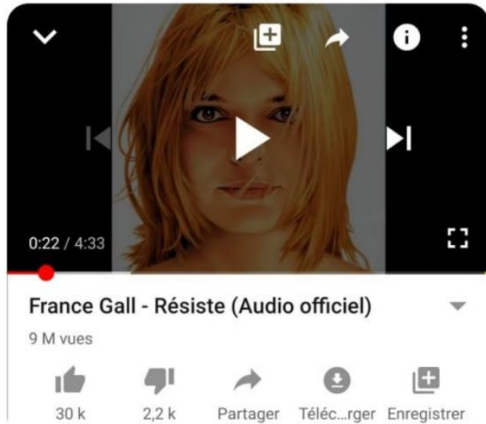 0:22 / 4:33
France Gall - Résiste (Audio officiel)
9 M vues
30 k 2,2 k Partager Téléc...rger Enregistrer